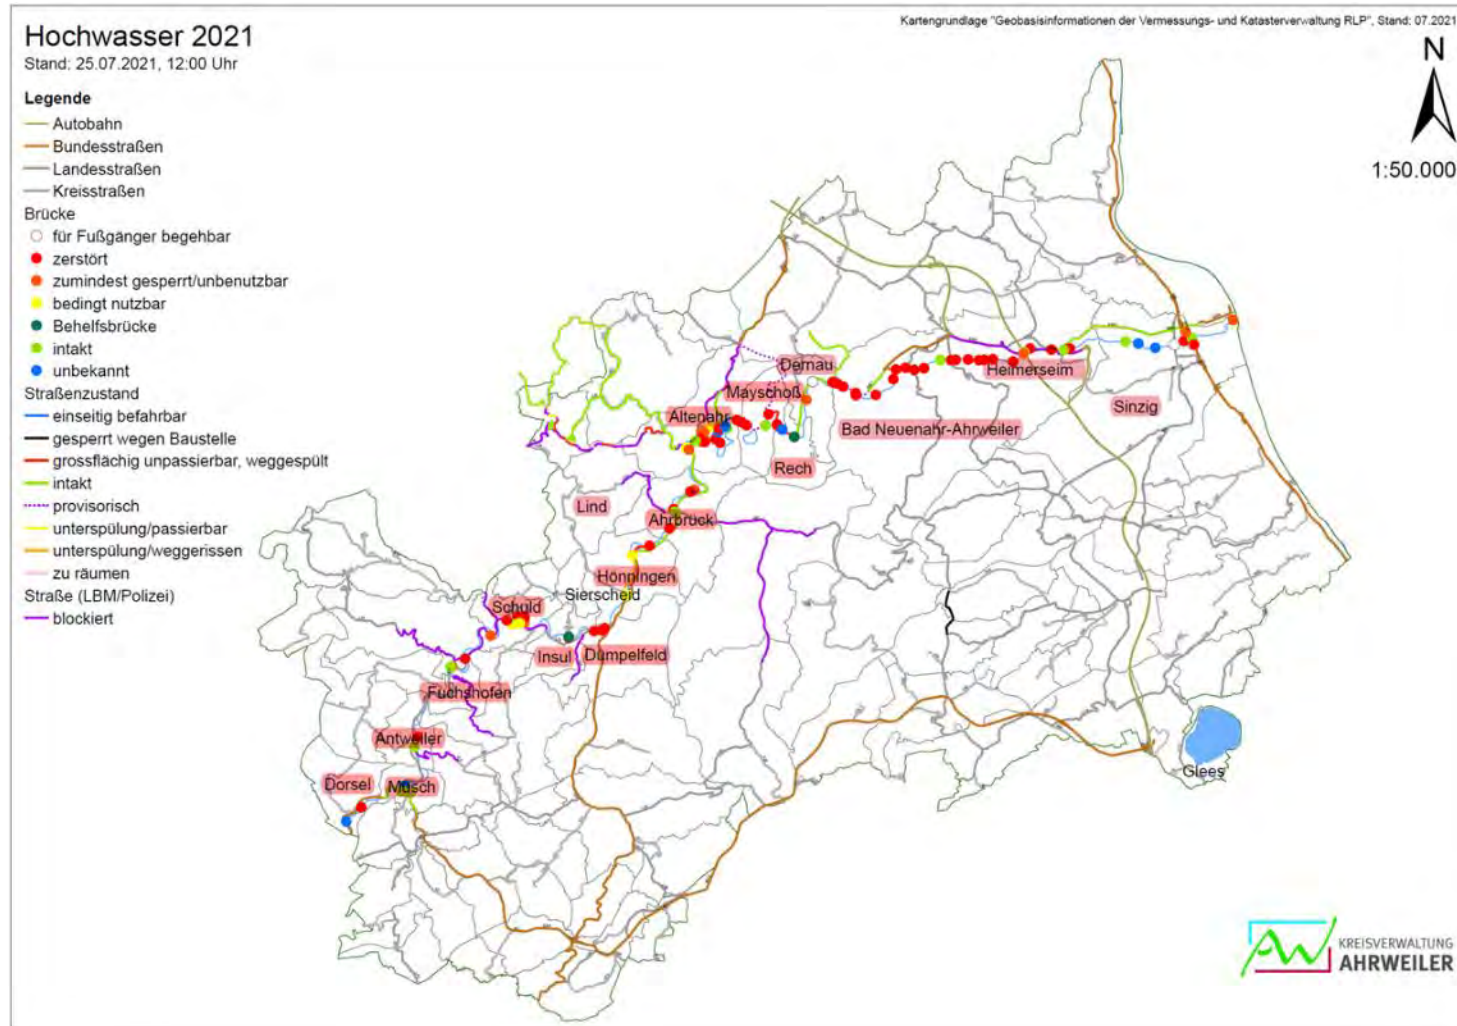 Hochwasser 2021
Stand: 25.07.2021, 12:00 Uhr
Kartengrundlage "Geobasisinformationen der Vermessungs- und Katasterverwaltung RLP", Stand: 07.2021
N
1:50.000
Legende
Autobahn
Bundesstraßen
Landesstraßen
Kreisstraßen
Brücke
für Fußgänger begehbar
zerstört
zumindest gesperrt/unbenutzbar
bedingt nutzbar
Behelfsbrücke
intakt
unbekannt
Straßenzustand
einseitig befahrbar
gesperrt wegen Baustelle
grossflächig unpassierbar, weggespült
intakt
provisorisch
unterspülung/passierbar
unterspülung/weggerissen
zu räumen
Straße (LBM/Polizei)
blockiert
Dernau
Heimerseim
Mayschoß
Sinzig
Altenahr
Bad Neuenahr-Ahrweiler
Rech
Lind
Ahrbrück
Hönningen
Sierscheid
Schuld
Insul
Dümpelfeld
Fuchshofen
Antweiler
Dorsel
Müsch
Glees
KREISVERWALTUNG
AHRWEILER